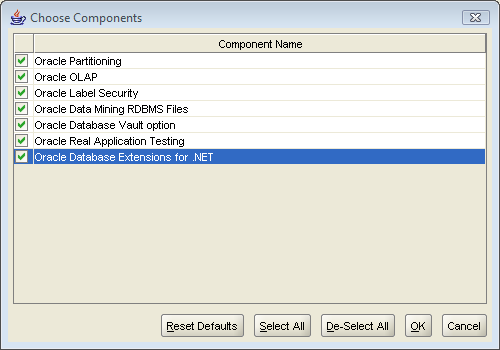 Choose Components
Component Name
Oracle Partitioning
Oracle OLAP
Oracle Label Security
Oracle Data Mining RDBMS Files
Oracle Database Vault option
Oracle Real Application Testing
Oracle Database Extensions for .NET
Reset Defaults Select All De-Select All OK Cancel